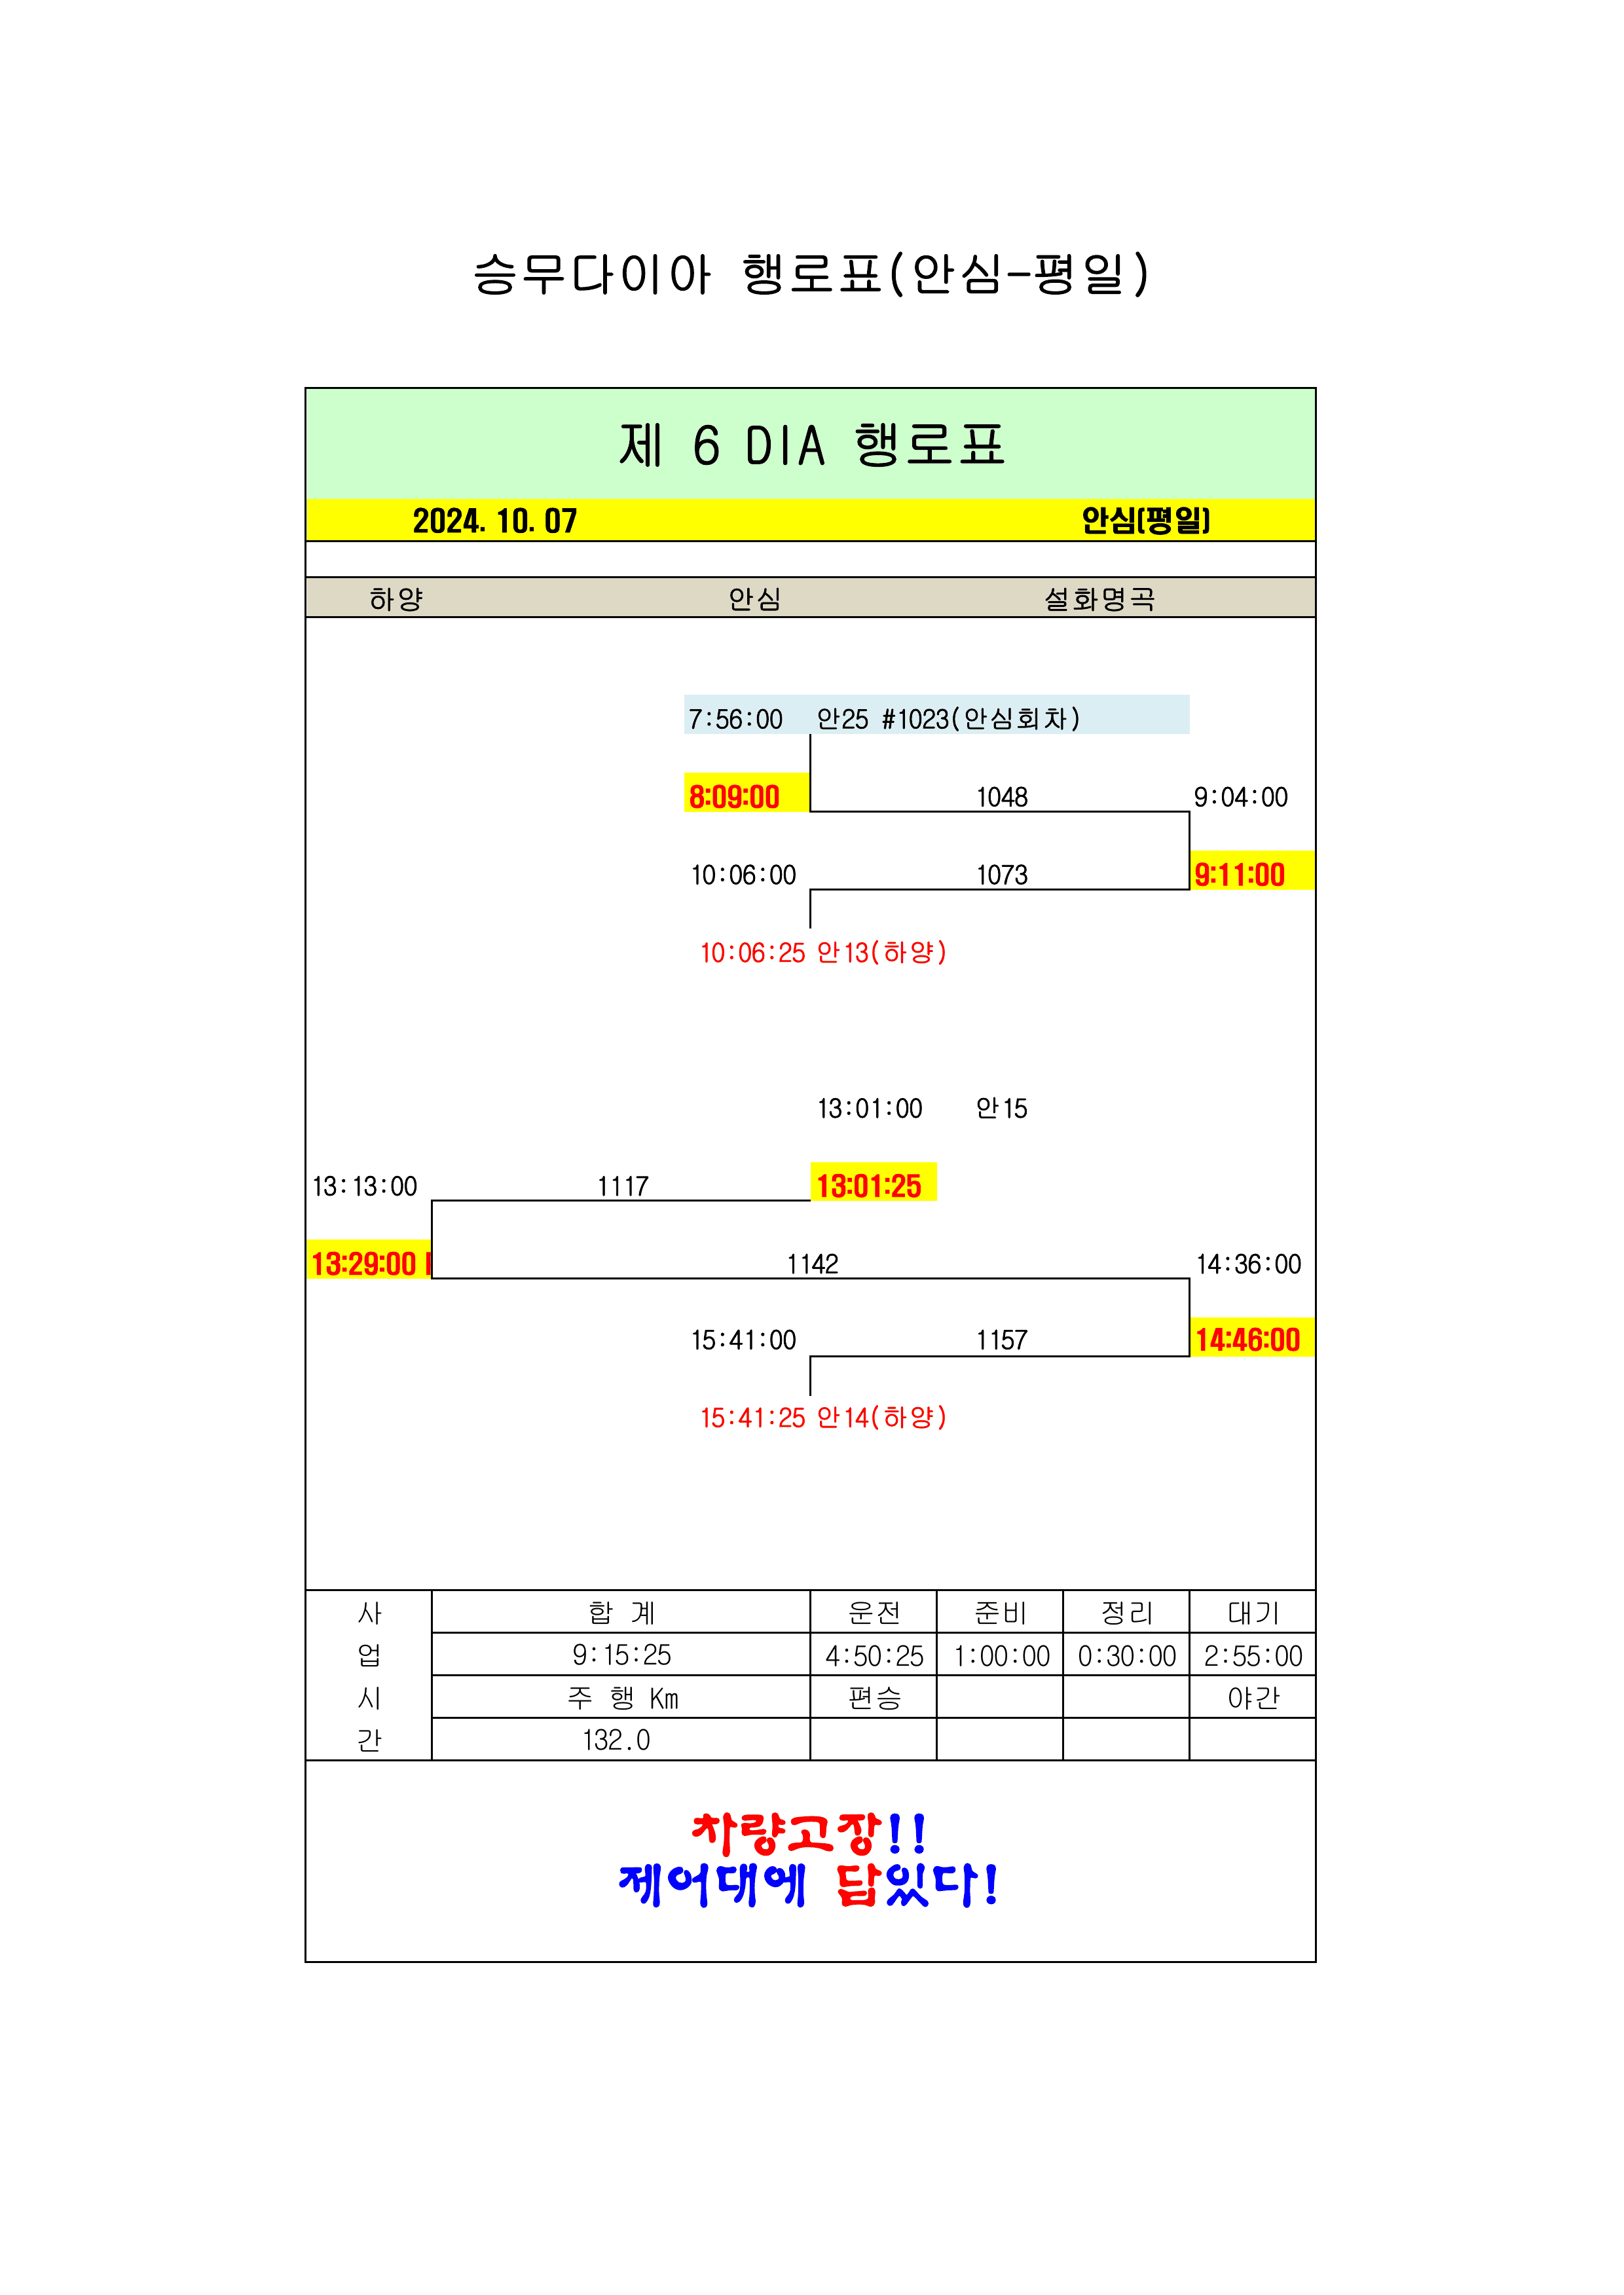 승무다이아 행로표(안심-평일)
제 6 DIA 행로표
2024. 10. 07 안심(평일)
하양 안심 설화명곡
7:56:00 안25 #1023(안심회차)
8:09:00 1048 9:04:00
10:06:00 1073 9:11:00
10:06:25 안13(하양)
13:01:00 안15
13:13:00 1117 13:01:25
13:29:00 1142 14:36:00
15:41:00 1157 14:46:00
15:41:25 안14(하양)
사 합 계 운전 준비 정리 대기
업 9:15:25 4:50:25 1:00:00 0:30:00 2:55:00
시 주 행 Km 편승 야간
간 132.0
차량고장!!
제어대에 답있다!